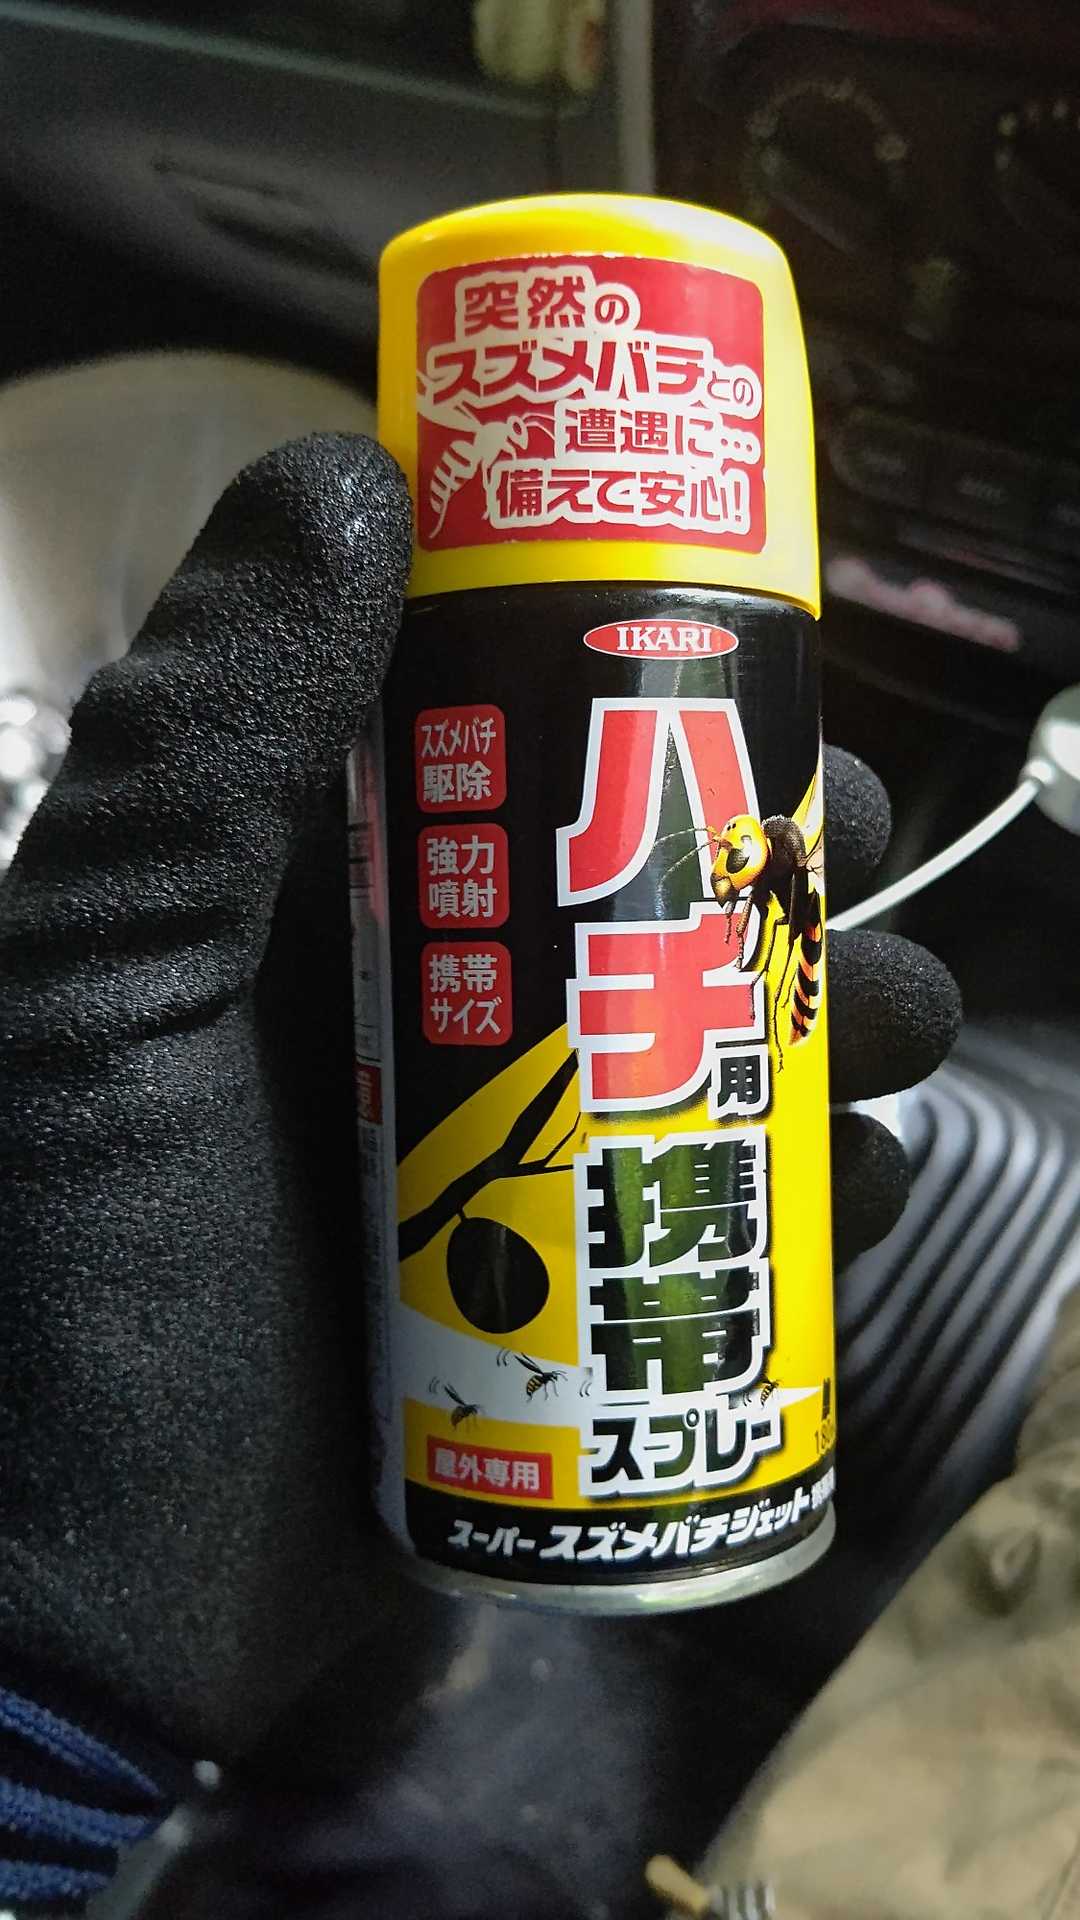 突然の
スズメバチとの
遭遇に…
備えて安心!
IKARI
スズメバチ
駆除
強力
噴射
携帯
サイズ
ハチ用
携帯
スプレー
屋外専用
スーパースズメバチジェット